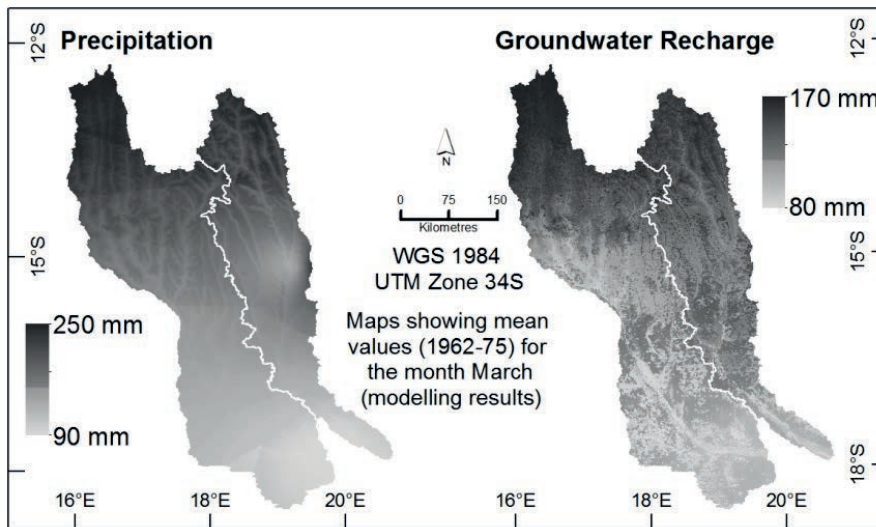 Precipitation
Groundwater Recharge
12°S
12°S
170 mm
80 mm
N
0 75 150
Kilometres
15°S
15°S
WGS 1984
UTM Zone 34S
Maps showing mean
values (1962-75) for
the month March
(modelling results)
250 mm
90 mm
18°S
16°E 18°E 20°E
16°E 18°E 20°E